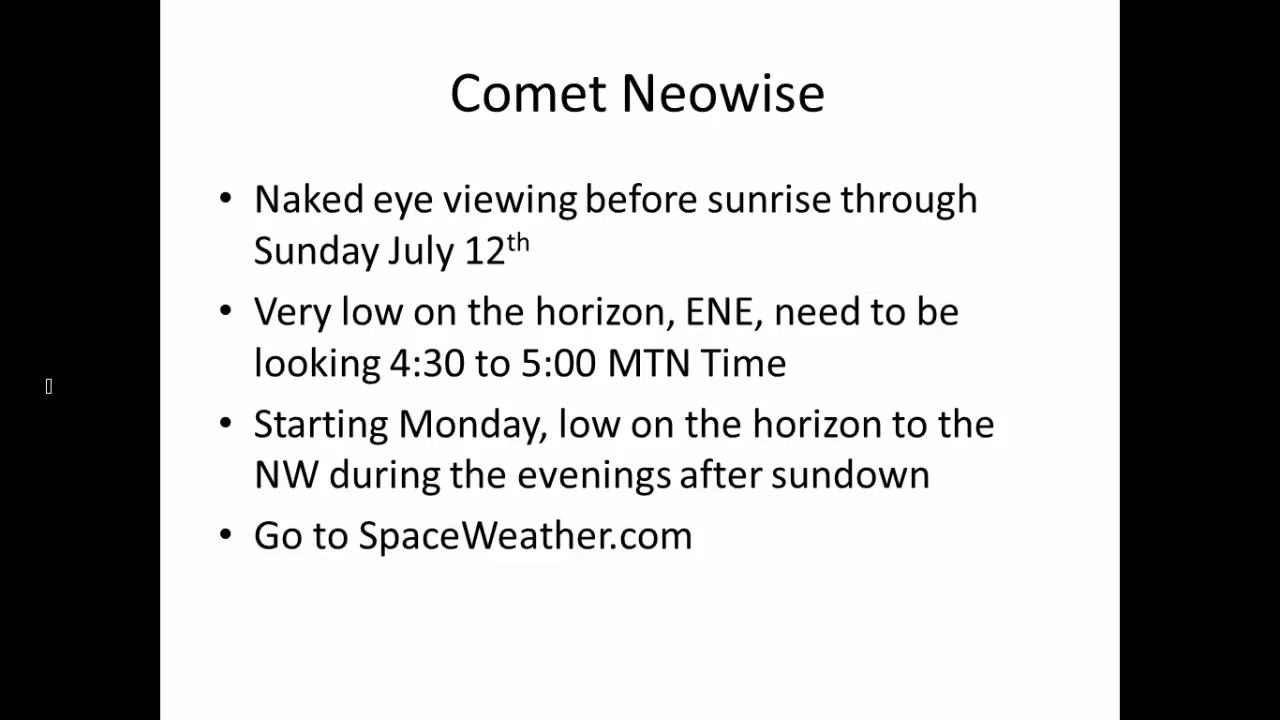 Comet Neowise
• Naked eye viewing before sunrise through
Sunday July 12th
• Very low on the horizon, ENE, need to be
looking 4:30 to 5:00 MTN Time
• Starting Monday, low on the horizon to the
NW during the evenings after sundown
• Go to SpaceWeather.com